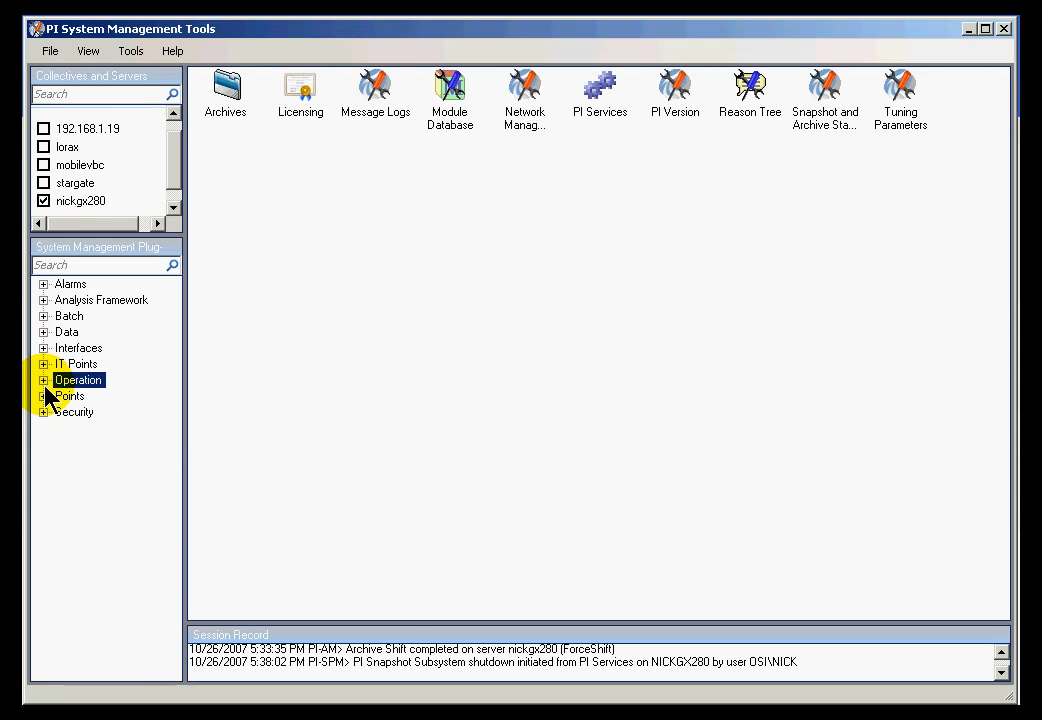 PI System Management Tools
File View Tools Help
Collectives and Servers
Search
192.168.1.19
lorax
mobilevbc
stargate
nickgx280
System Management Plug-
Search
Alarms
Analysis Framework
Batch
Data
Interfaces
IT Points
Operation
Points
Security
Archives
Licensing
Message Logs
Module
Database
Network
Manag...
PI Services
PI Version
Reason Tree
Snapshot and
Archive Sta...
Tuning
Parameters
Session Record
10/26/2007 5:33:35 PM PI-AM> Archive Shift completed on server nickgx280 (ForceShift)
10/26/2007 5:38:02 PM PI-SPM> PI Snapshot Subsystem shutdown initiated from PI Services on NICKGX280 by user OSI\NICK